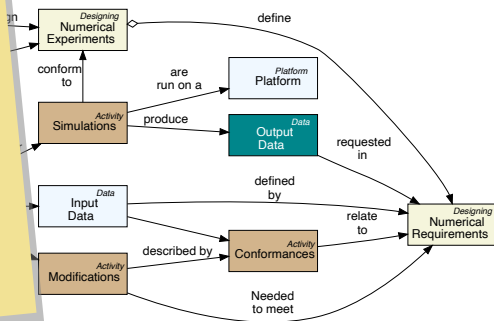 gn
Designing
Numerical
Experiments
define
conform
to
are
run on a
Platform
Platform
Activity
Simulations
produce
Data
Output
Data
requested
in
Data
Input
Data
defined
by
Designing
Numerical
Requirements
relate
to
Activity
Conformances
described by
Activity
Modifications
Needed
to meet